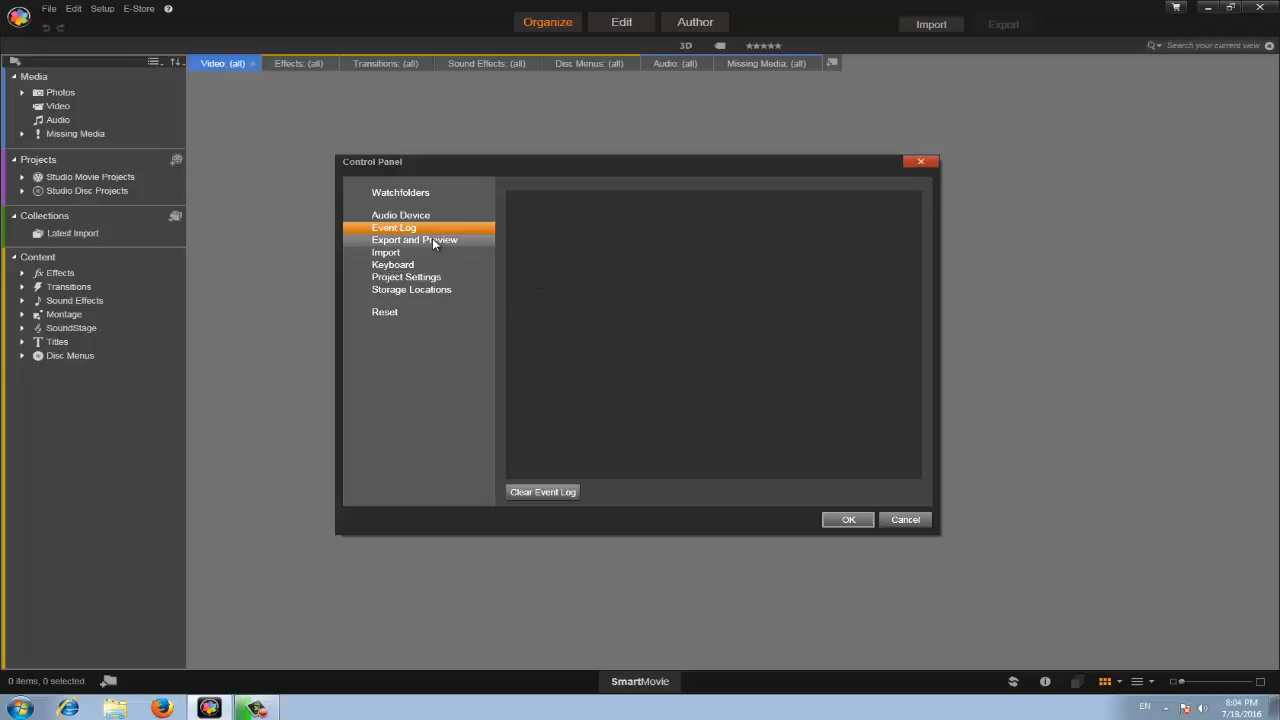 File Edit Setup E-Store
Organize Edit Author Import Export
3D Search your current view
Video: (all) Effects: (all) Transitions: (all) Sound Effects: (all) Disc Menus: (all) Audio: (all) Missing Media: (all)
Media
Photos
Video
Audio
Missing Media
Projects
Studio Movie Projects
Studio Disc Projects
Collections
Latest Import
Content
Effects
Transitions
Sound Effects
Montage
SoundStage
Titles
Disc Menus
Control Panel
Watchfolders
Audio Device
Event Log
Export and Preview
Import
Keyboard
Project Settings
Storage Locations
Reset
Clear Event Log
OK Cancel
0 items, 0 selected.
SmartMovie
EN
8:04 PM
7/18/2016